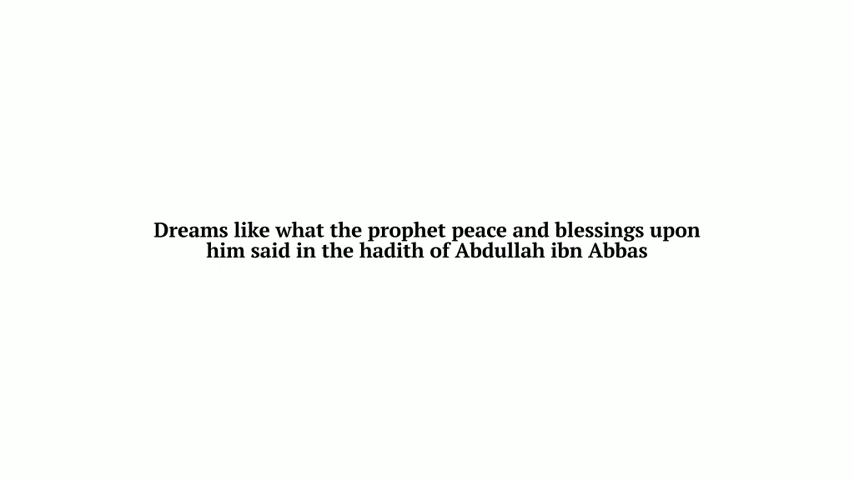 Dreams like what the prophet peace and blessings upon
him said in the hadith of Abdullah ibn Abbas